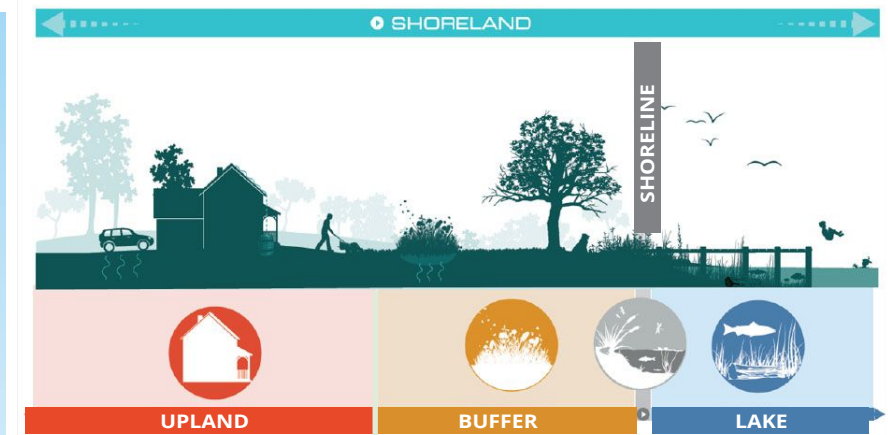 SHORELAND
SHORELINE
UPLAND
BUFFER
LAKE